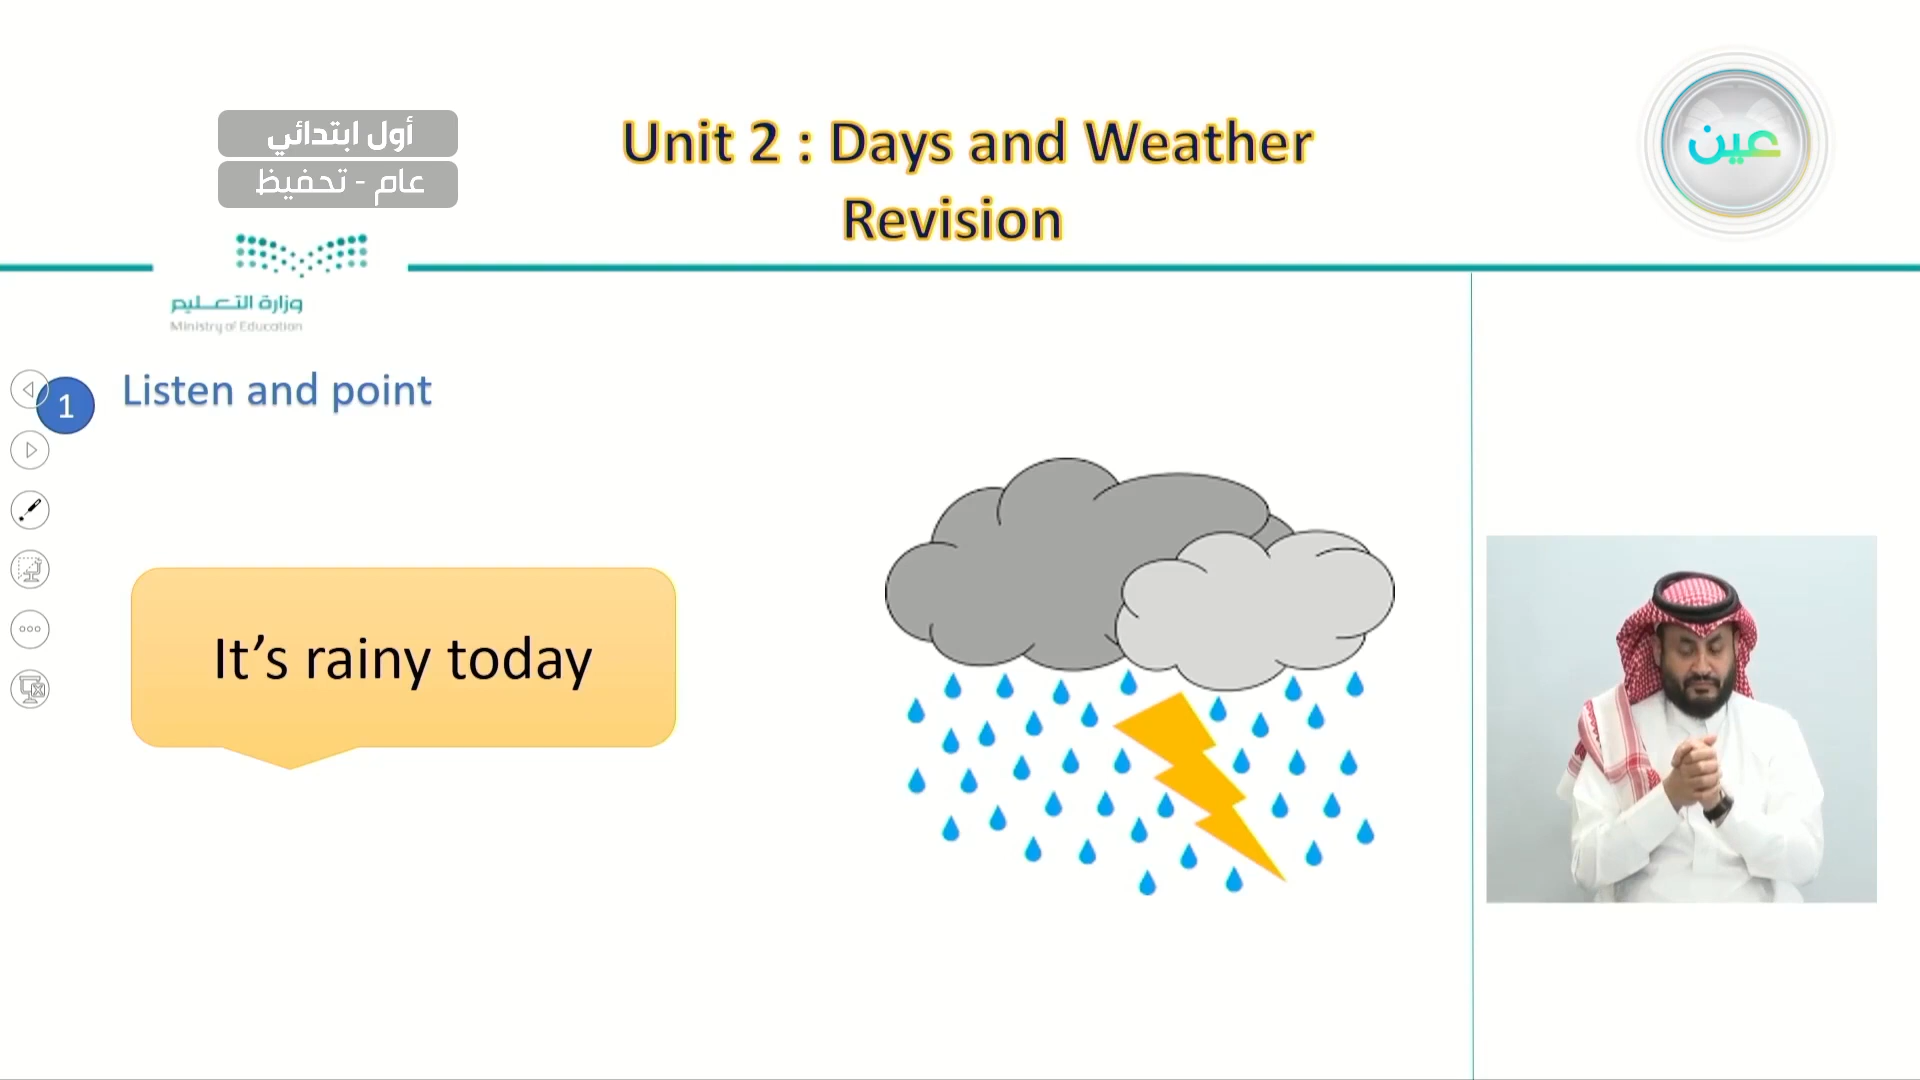 أول ابتدائي
عام - تحفيظ
Unit 2 : Days and Weather
Revision
عين
وزارة التعليم
Ministry of Education
1
Listen and point
It’s rainy today